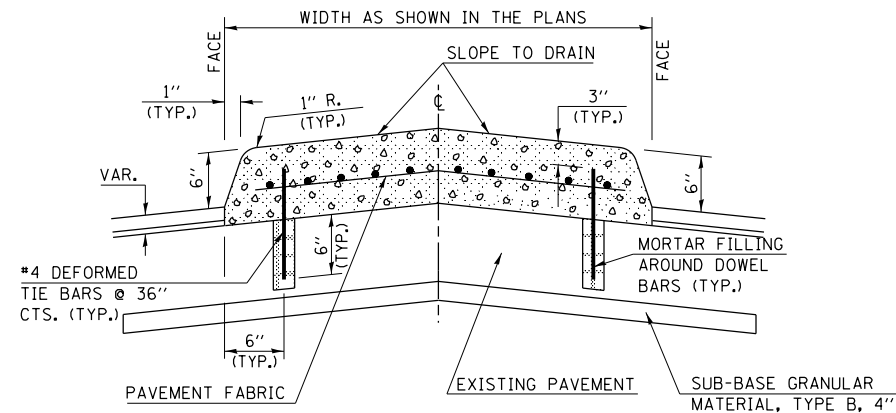 WIDTH AS SHOWN IN THE PLANS
FACE
FACE
SLOPE TO DRAIN
℄
1"
(TYP.)
1" R.
(TYP.)
3"
(TYP.)
VAR.
6"
6"
6"
(TYP.)
#4 DEFORMED
TIE BARS @ 36"
CTS. (TYP.)
MORTAR FILLING
AROUND DOWEL
BARS (TYP.)
6"
(TYP.)
PAVEMENT FABRIC
EXISTING PAVEMENT
SUB-BASE GRANULAR
MATERIAL, TYPE B, 4"